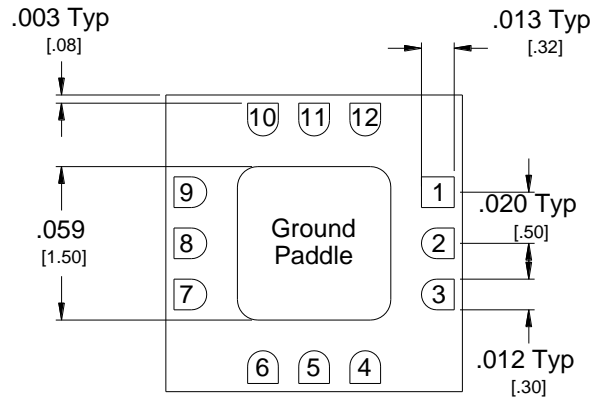 .003 Typ
[.08]
.013 Typ
[.32]
10 11 12
9
1
.020 Typ
[.50]
.059
[1.50]
8
Ground
Paddle
2
7
3
6 5 4
.012 Typ
[.30]